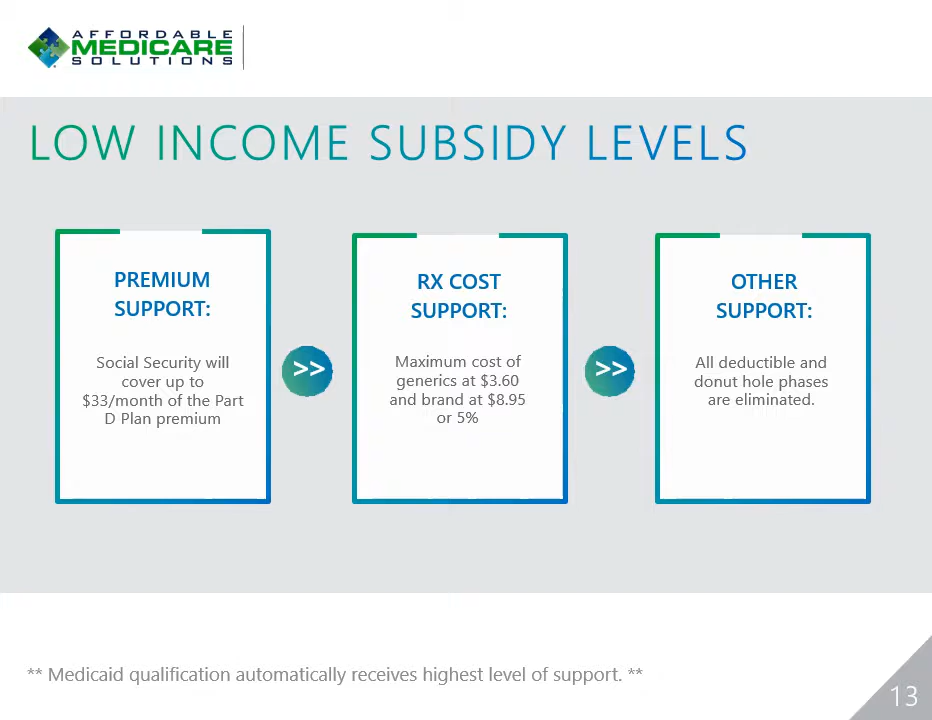 AFFORDABLE
MEDICARE
SOLUTIONS
LOW INCOME SUBSIDY LEVELS
PREMIUM
SUPPORT:
Social Security will
cover up to
$33/month of the Part
D Plan premium
>>
RX COST
SUPPORT:
Maximum cost of
generics at $3.60
and brand at $8.95
or 5%
>>
OTHER
SUPPORT:
All deductible and
donut hole phases
are eliminated.
** Medicaid qualification automatically receives highest level of support. **
13